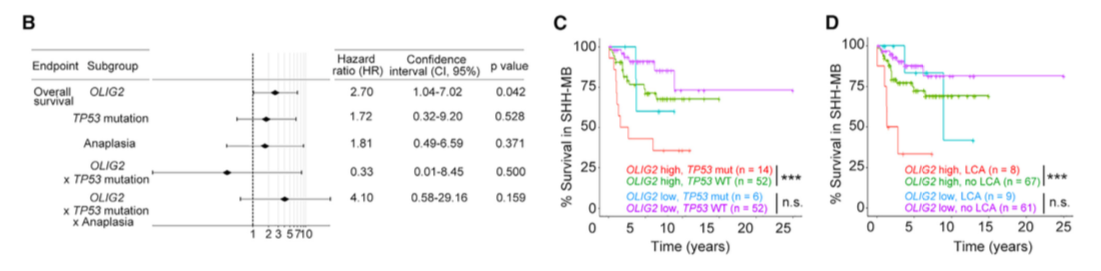 B
Endpoint Subgroup Hazard ratio (HR) Confidence interval (CI, 95%) p value
Overall survival OLIG2 2.70 1.04-7.02 0.042
TP53 mutation 1.72 0.32-9.20 0.528
Anaplasia 1.81 0.49-6.59 0.371
OLIG2 x TP53 mutation 0.33 0.01-8.45 0.500
OLIG2 x TP53 mutation x Anaplasia 4.10 0.58-29.16 0.159
1 2 3 5 7 10
C
% Survival in SHH-MB
100
75
50
25
0
OLIG2 high, TP53 mut (n = 14)
OLIG2 high, TP53 WT (n = 52)
***
OLIG2 low, TP53 mut (n = 6)
OLIG2 low, TP53 WT (n = 52)
n.s.
0 5 10 15 20 25
Time (years)
D
% Survival in SHH-MB
100
75
50
25
0
OLIG2 high, LCA (n = 8)
OLIG2 high, no LCA (n = 67)
***
OLIG2 low, LCA (n = 9)
OLIG2 low, no LCA (n = 61)
n.s.
0 5 10 15 20 25
Time (years)